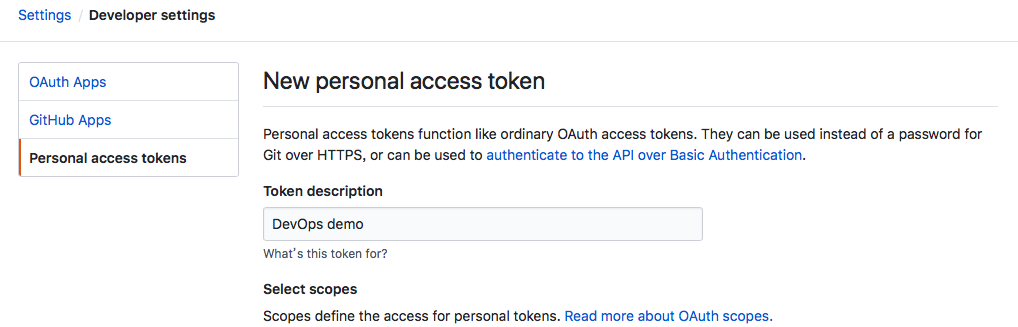 Settings / Developer settings
OAuth Apps
GitHub Apps
Personal access tokens
New personal access token
Personal access tokens function like ordinary OAuth access tokens. They can be used instead of a password for
Git over HTTPS, or can be used to authenticate to the API over Basic Authentication.
Token description
DevOps demo
What's this token for?
Select scopes
Scopes define the access for personal tokens. Read more about OAuth scopes.